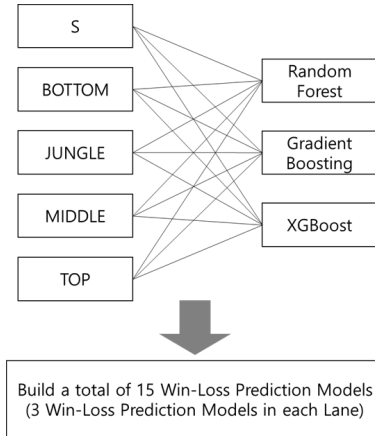 S
BOTTOM
JUNGLE
MIDDLE
TOP
Random
Forest
Gradient
Boosting
XGBoost
Build a total of 15 Win-Loss Prediction Models
(3 Win-Loss Prediction Models in each Lane)